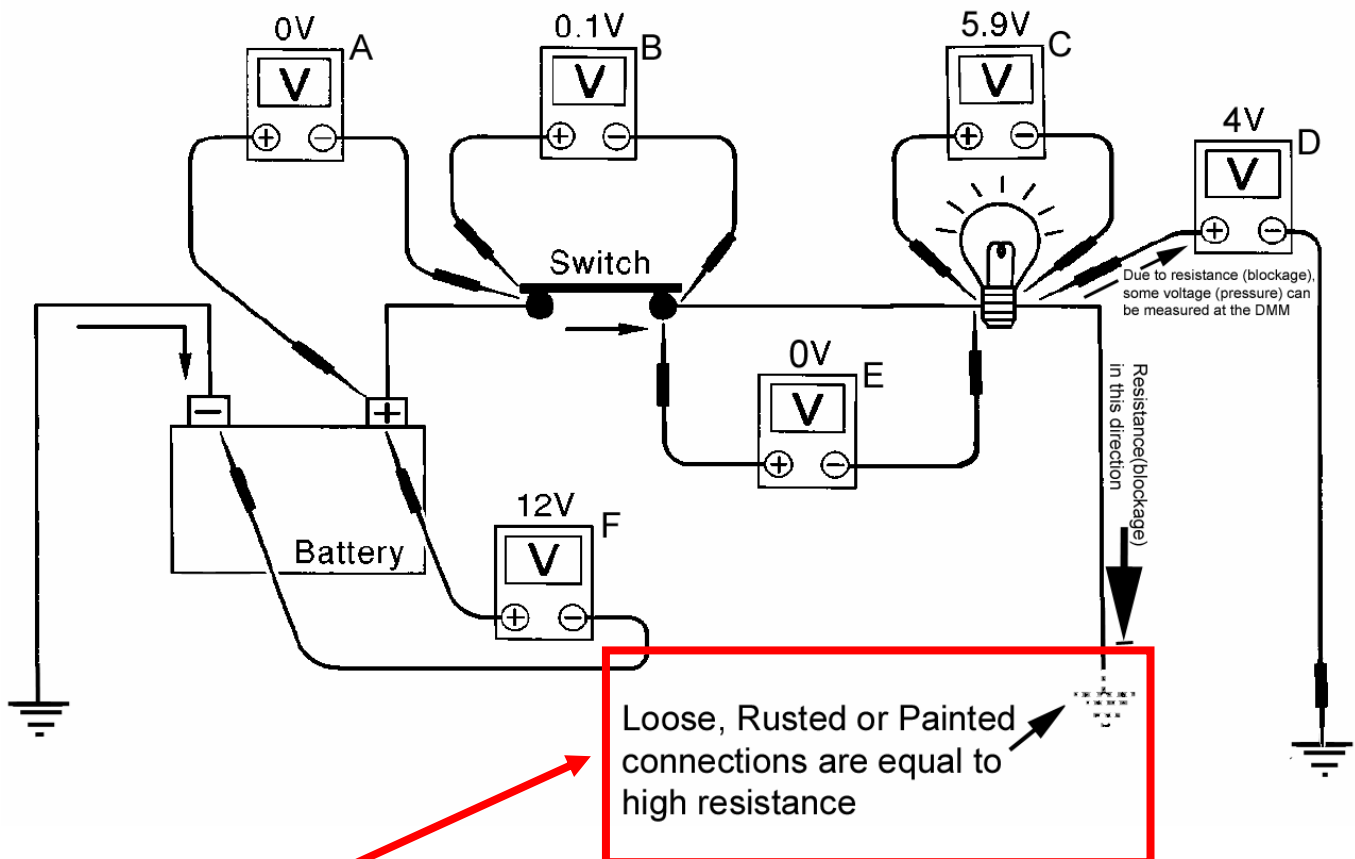 0V
A
V
+ −
0.1V
B
V
+ −
5.9V
C
V
+ −
4V
D
V
+ −
Switch
Due to resistance (blockage),
some voltage (pressure) can
be measured at the DMM
0V
E
V
+ −
Resistance(blockage)
in this direction
− +
Battery
12V
F
V
+ −
Loose, Rusted or Painted
connections are equal to
high resistance